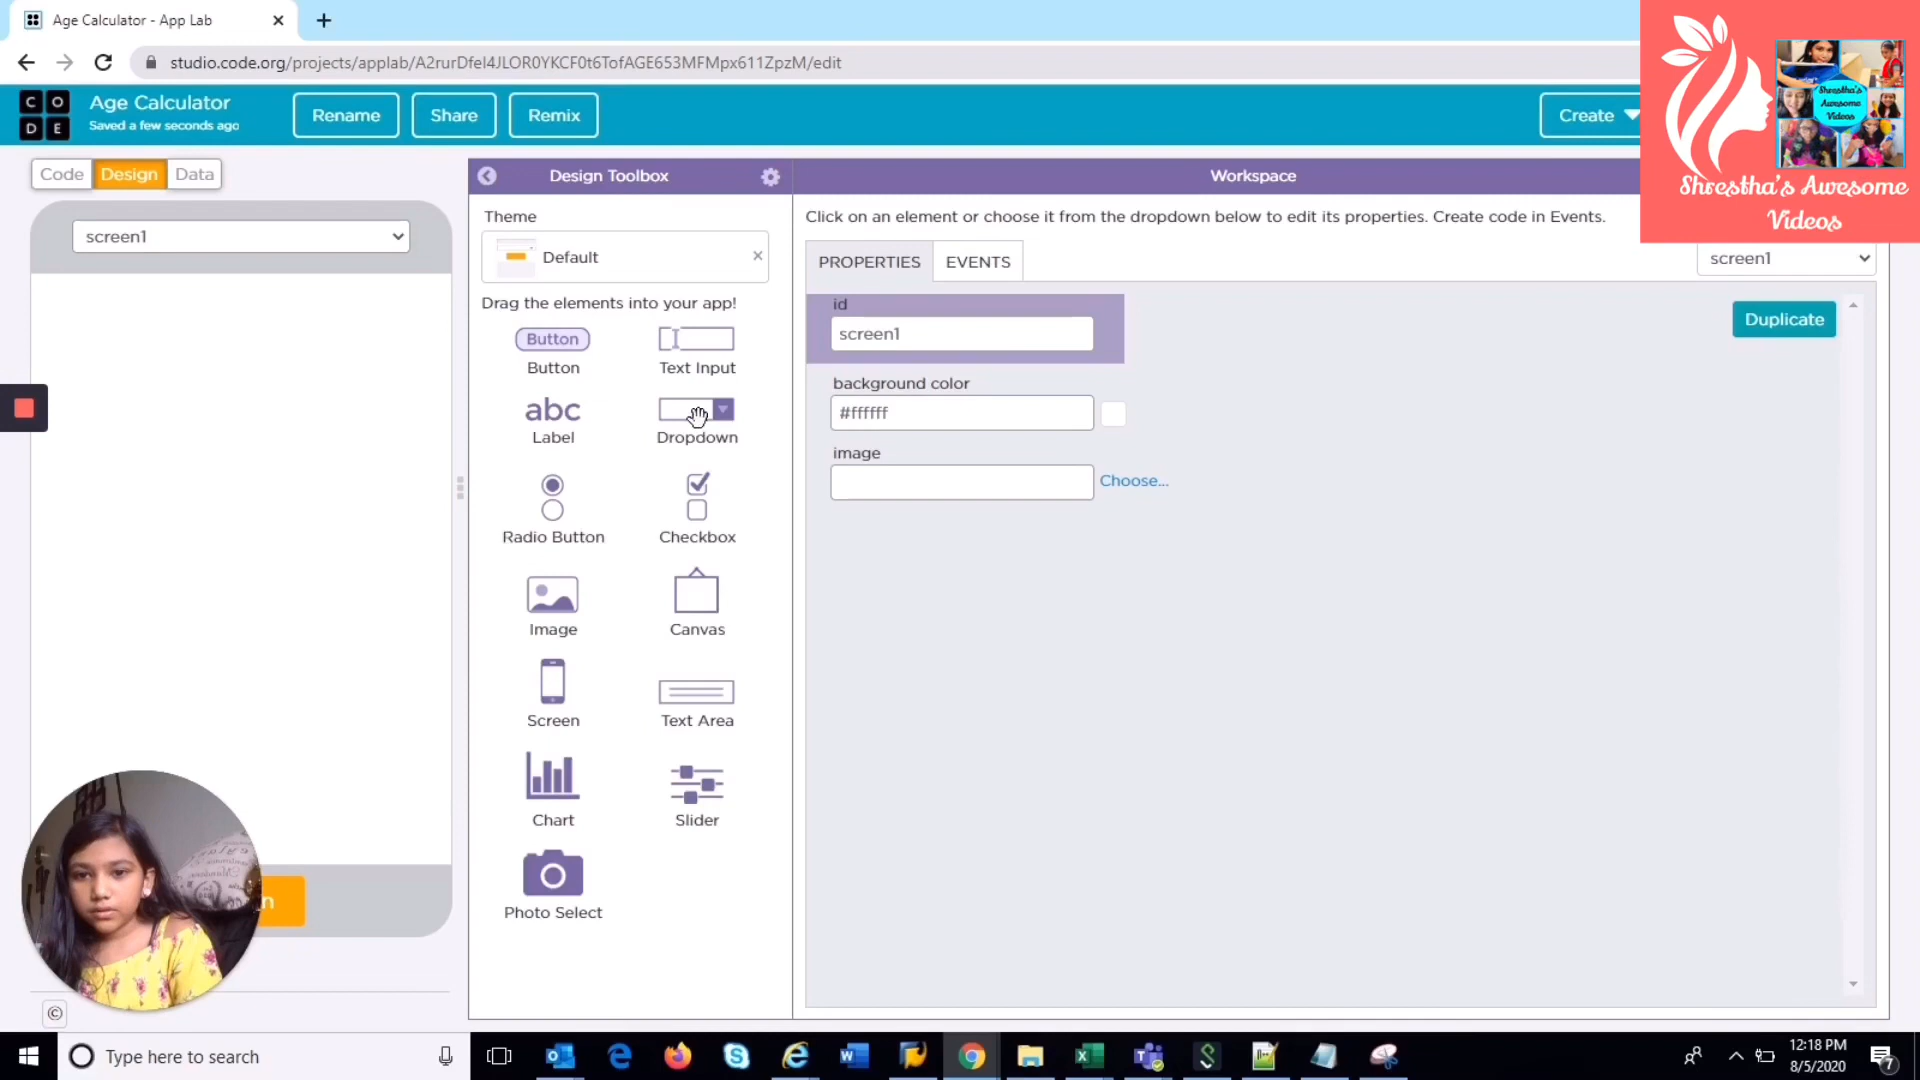 Age Calculator - App Lab
studio.code.org/projects/applab/A2rurDfeI4JLOR0YKCF0t6TofAGE653MFMpx611ZpzM/edit
C O
D E
Age Calculator
Saved a few seconds ago
Rename
Share
Remix
Create
Shrestha's
Awesome
Videos
Shrestha's Awesome
Videos
Code
Design
Data
Design Toolbox
Workspace
screen1
Theme
Default
Click on an element or choose it from the dropdown below to edit its properties. Create code in Events.
PROPERTIES
EVENTS
screen1
Drag the elements into your app!
Button
Button
Text Input
abc
Label
Dropdown
Radio Button
Checkbox
Image
Canvas
Screen
Text Area
Chart
Slider
Photo Select
id
screen1
Duplicate
background color
#ffffff
image
Choose...
n
©
Type here to search
12:18 PM
8/5/2020
7